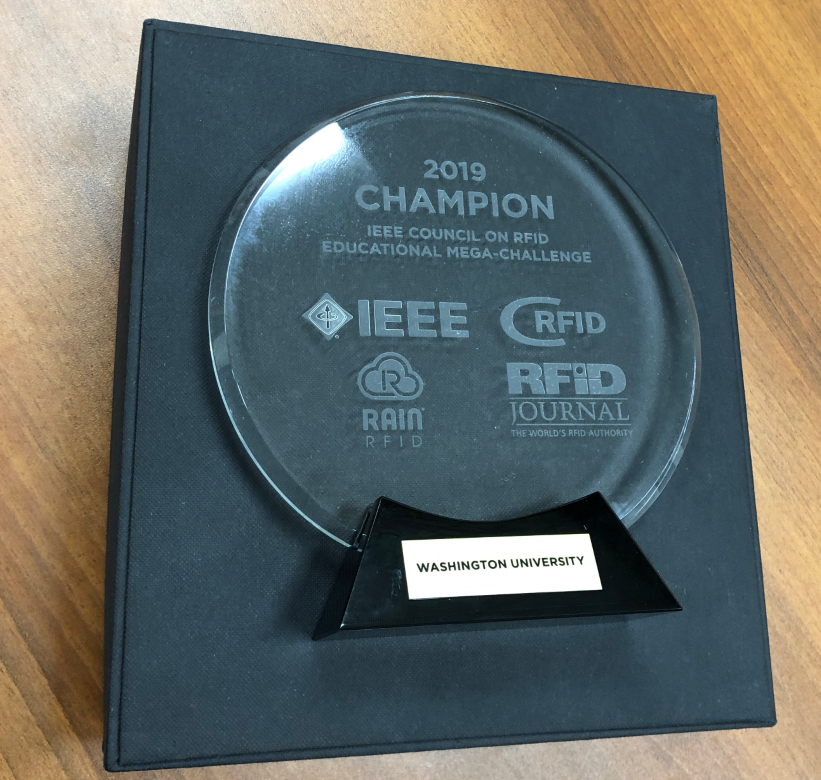 2019
CHAMPION
IEEE COUNCIL ON RFID
EDUCATIONAL MEGA-CHALLENGE
IEEE
CRFID
R
RAIN
RFID
RFiD
JOURNAL
THE WORLD'S RFID AUTHORITY
WASHINGTON UNIVERSITY